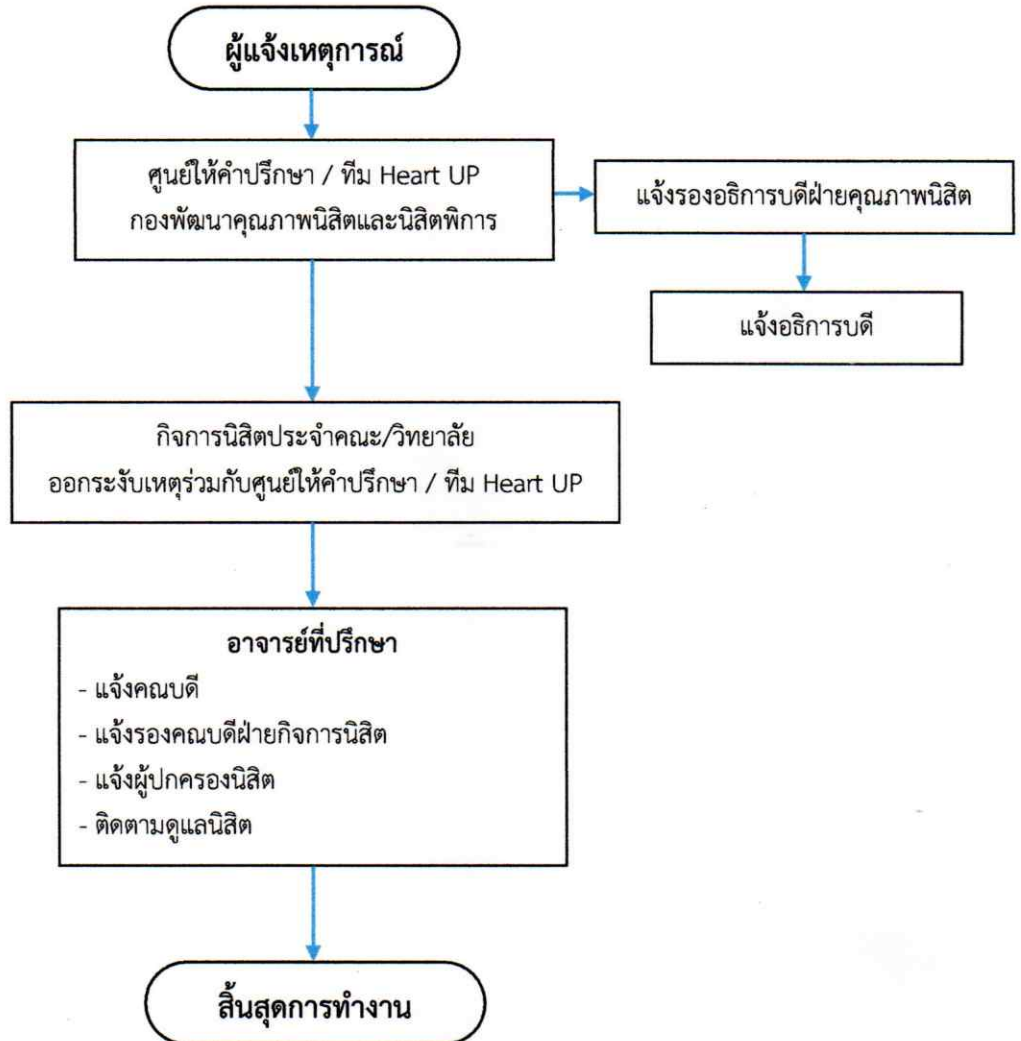 ผู้แจ้งเหตุการณ์
ศูนย์ให้คำปรึกษา / ทีม Heart UP
กองพัฒนาคุณภาพนิสิตและนิสิตพิการ
แจ้งรองอธิการบดีฝ่ายคุณภาพนิสิต
แจ้งอธิการบดี
กิจการนิสิตประจำคณะ/วิทยาลัย
ออกระงับเหตุร่วมกับศูนย์ให้คำปรึกษา / ทีม Heart UP
อาจารย์ที่ปรึกษา
- แจ้งคณบดี
- แจ้งรองคณบดีฝ่ายกิจการนิสิต
- แจ้งผู้ปกครองนิสิต
- ติดตามดูแลนิสิต
สิ้นสุดการทำงาน